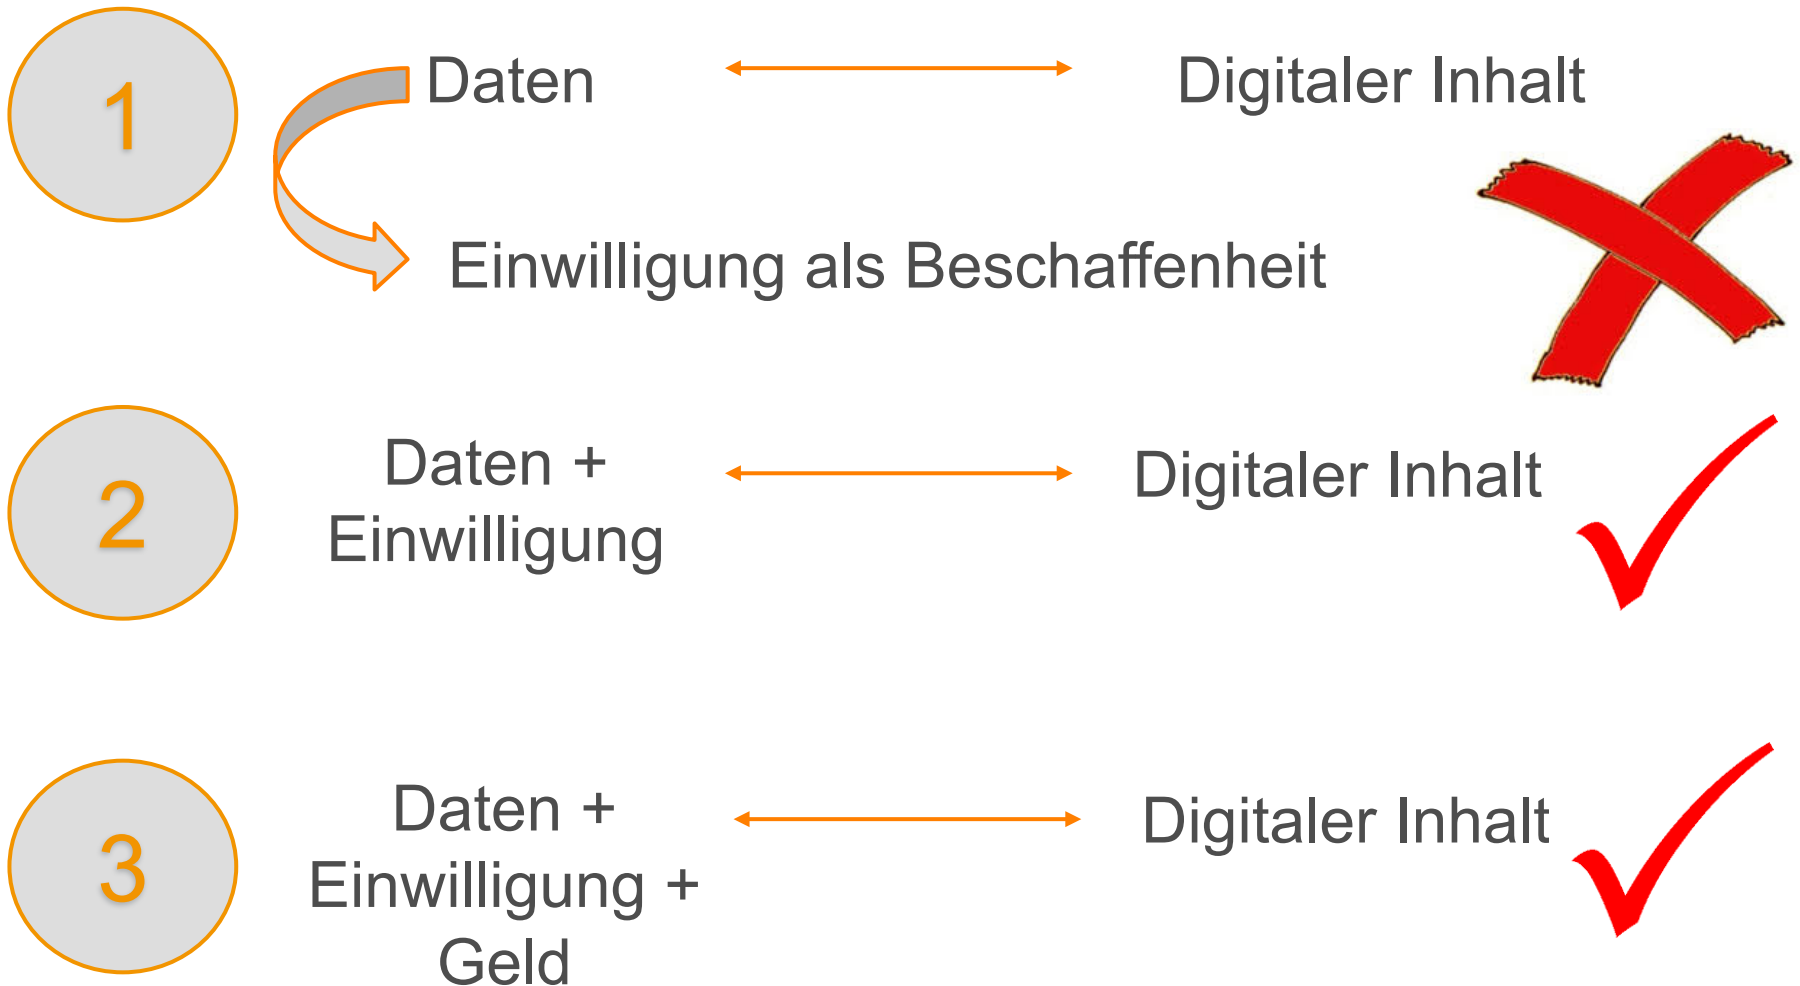 1
Daten
Digitaler Inhalt
Einwilligung als Beschaffenheit
2
Daten +
Einwilligung
Digitaler Inhalt
3
Daten +
Einwilligung +
Geld
Digitaler Inhalt